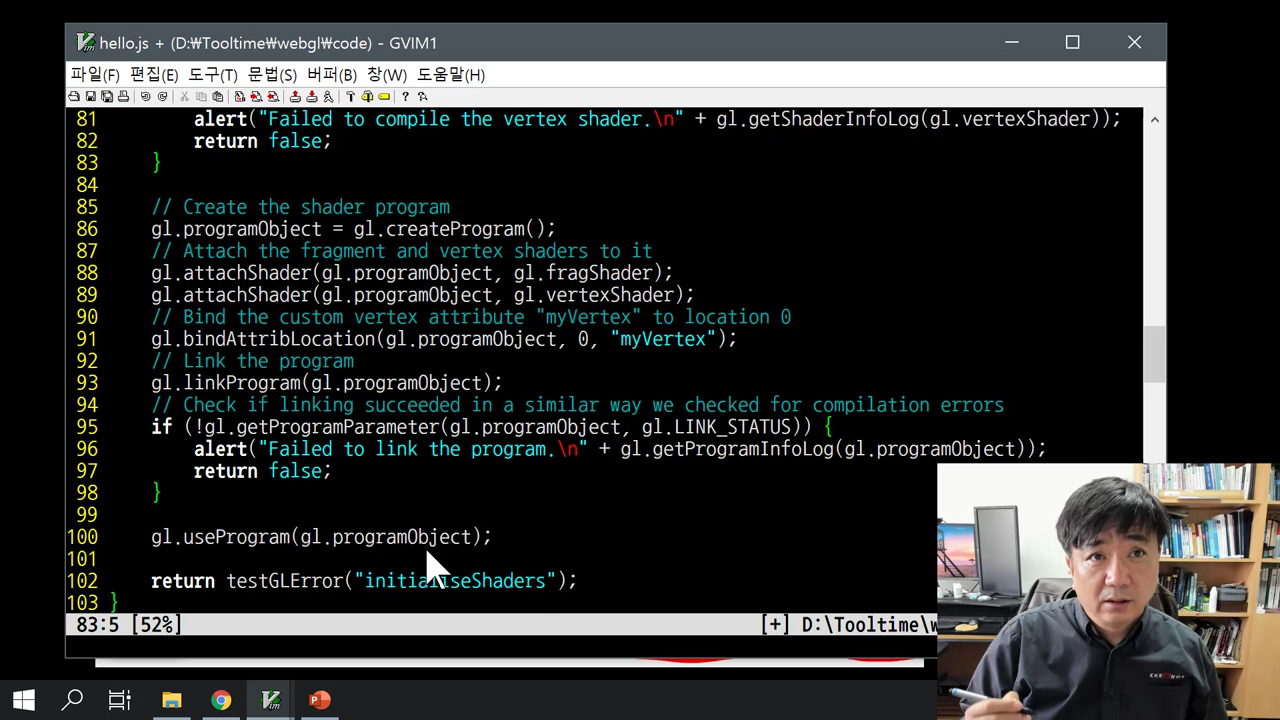 hello.js + (D:₩Tooltime₩webgl₩code) - GVIM1
파일(F) 편집(E) 도구(T) 문법(S) 버퍼(B) 창(W) 도움말(H)
81 alert("Failed to compile the vertex shader.\n" + gl.getShaderInfoLog(gl.vertexShader));
82 return false;
83 }
84
85 // Create the shader program
86 gl.programObject = gl.createProgram();
87 // Attach the fragment and vertex shaders to it
88 gl.attachShader(gl.programObject, gl.fragShader);
89 gl.attachShader(gl.programObject, gl.vertexShader);
90 // Bind the custom vertex attribute "myVertex" to location 0
91 gl.bindAttribLocation(gl.programObject, 0, "myVertex");
92 // Link the program
93 gl.linkProgram(gl.programObject);
94 // Check if linking succeeded in a similar way we checked for compilation errors
95 if (!gl.getProgramParameter(gl.programObject, gl.LINK_STATUS)) {
96 alert("Failed to link the program.\n" + gl.getProgramInfoLog(gl.programObject));
97 return false;
98 }
99
100 gl.useProgram(gl.programObject);
101
102 return testGLError("initialiseShaders");
103 }
83:5 [52%] [+] D:\Tooltime\w